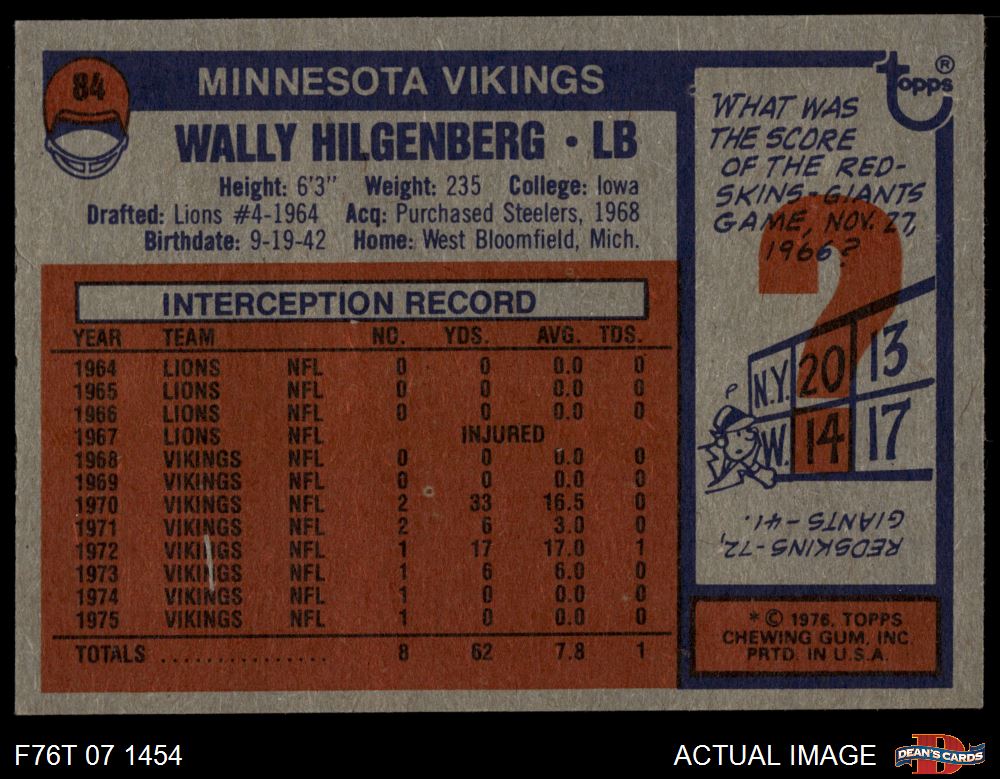 84
MINNESOTA VIKINGS
WALLY HILGENBERG • LB
Height: 6'3" Weight: 235 College: Iowa
Drafted: Lions #4-1964 Acq: Purchased Steelers, 1968
Birthdate: 9-19-42 Home: West Bloomfield, Mich.
INTERCEPTION RECORD
YEAR TEAM NO. YDS. AVG. TDS.
1964 LIONS NFL 0 0 0.0 0
1965 LIONS NFL 0 0 0.0 0
1966 LIONS NFL 0 0 0.0 0
1967 LIONS NFL INJURED
1968 VIKINGS NFL 0 0 0.0 0
1969 VIKINGS NFL 0 0 0.0 0
1970 VIKINGS NFL 2 33 16.5 0
1971 VIKINGS NFL 2 6 3.0 0
1972 VIKINGS NFL 1 17 17.0 1
1973 VIKINGS NFL 1 6 6.0 0
1974 VIKINGS NFL 1 0 0.0 0
1975 VIKINGS NFL 1 0 0.0 0
TOTALS ................ 8 62 7.8 1
topps ®
WHAT WAS
THE SCORE
OF THE RED-
SKINS-GIANTS
GAME, NOV. 27,
1966?
?
N.Y. 20 13
W. 14 17
REDSKINS-72,
GIANTS-41.
* © 1976. TOPPS
CHEWING GUM, INC.
PRTD. IN U.S.A.
F76T 07 1454
ACTUAL IMAGE
D
DEAN'S CARDS